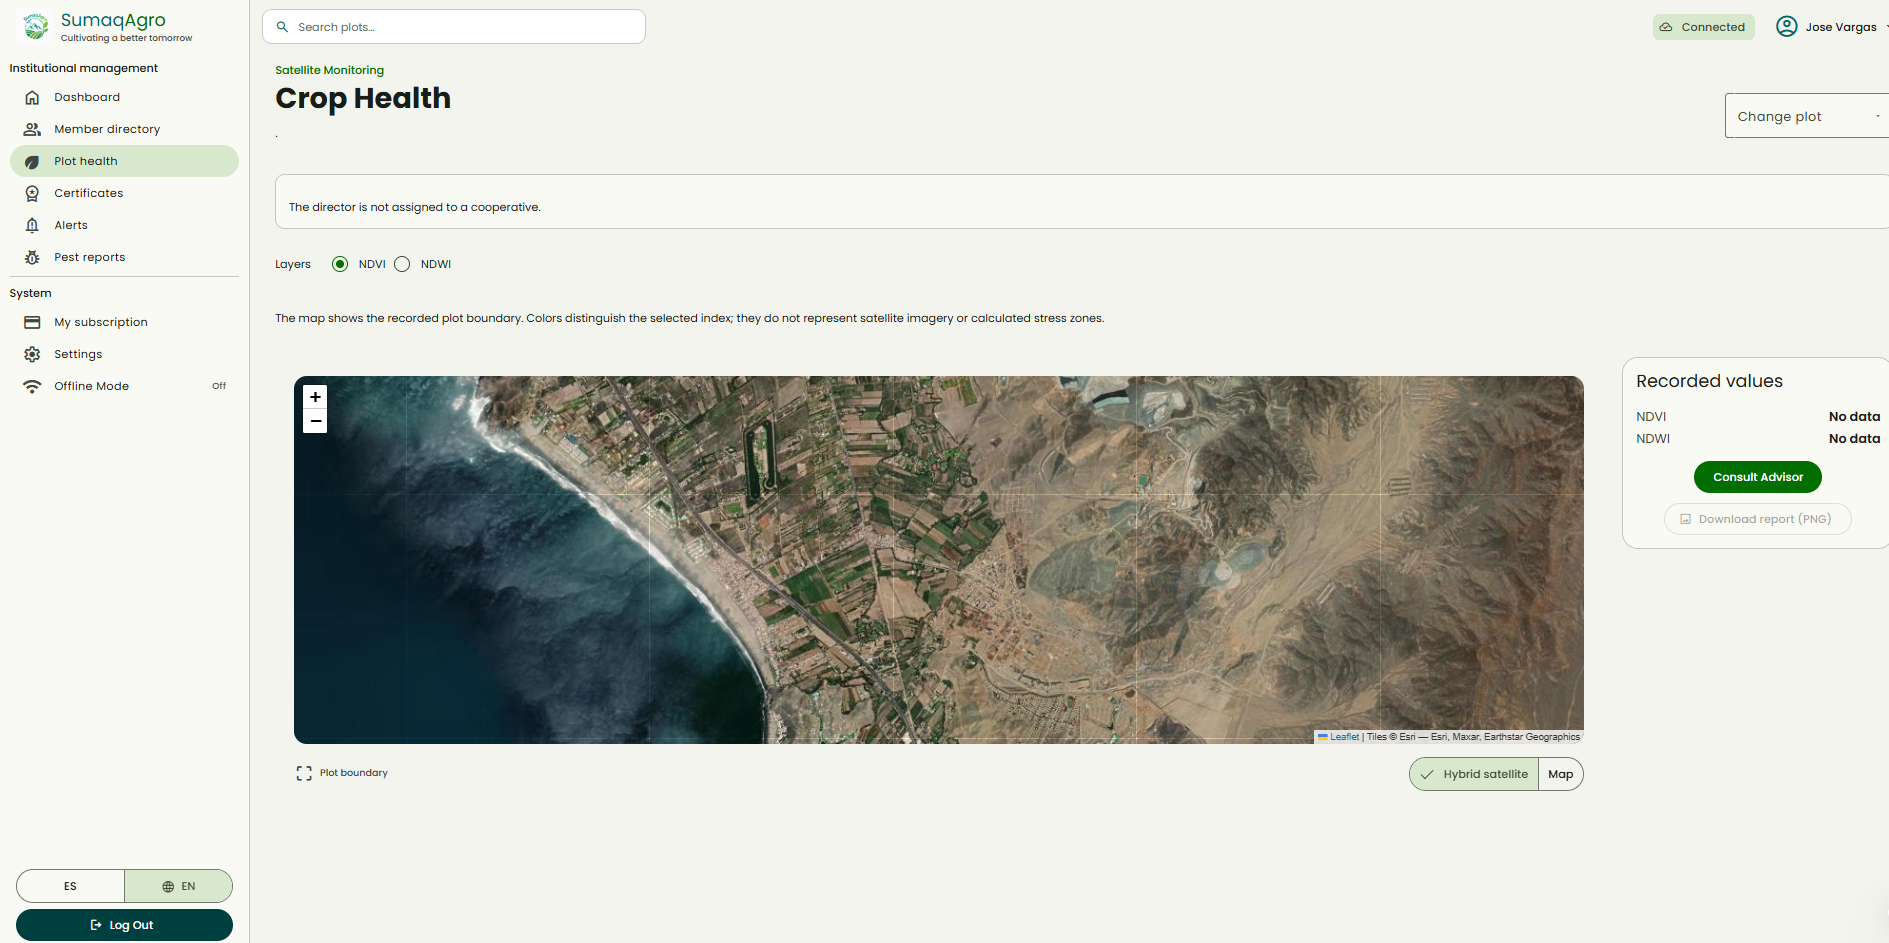 SumaqAgro
Cultivating a better tomorrow
Institutional management
Dashboard
Member directory
Plot health
Certificates
Alerts
Pest reports
System
My subscription
Settings
Offline Mode
Off
ES
EN
Log Out
Search plots...
Connected
Jose Vargas
Satellite Monitoring
Crop Health
.
Change plot
The director is not assigned to a cooperative.
Layers
NDVI
NDWI
The map shows the recorded plot boundary. Colors distinguish the selected index; they do not represent satellite imagery or calculated stress zones.
+
−
Leaflet | Tiles © Esri — Esri, Maxar, Earthstar Geographics
Plot boundary
Hybrid satellite
Map
Recorded values
NDVI No data
NDWI No data
Consult Advisor
Download report (PNG)